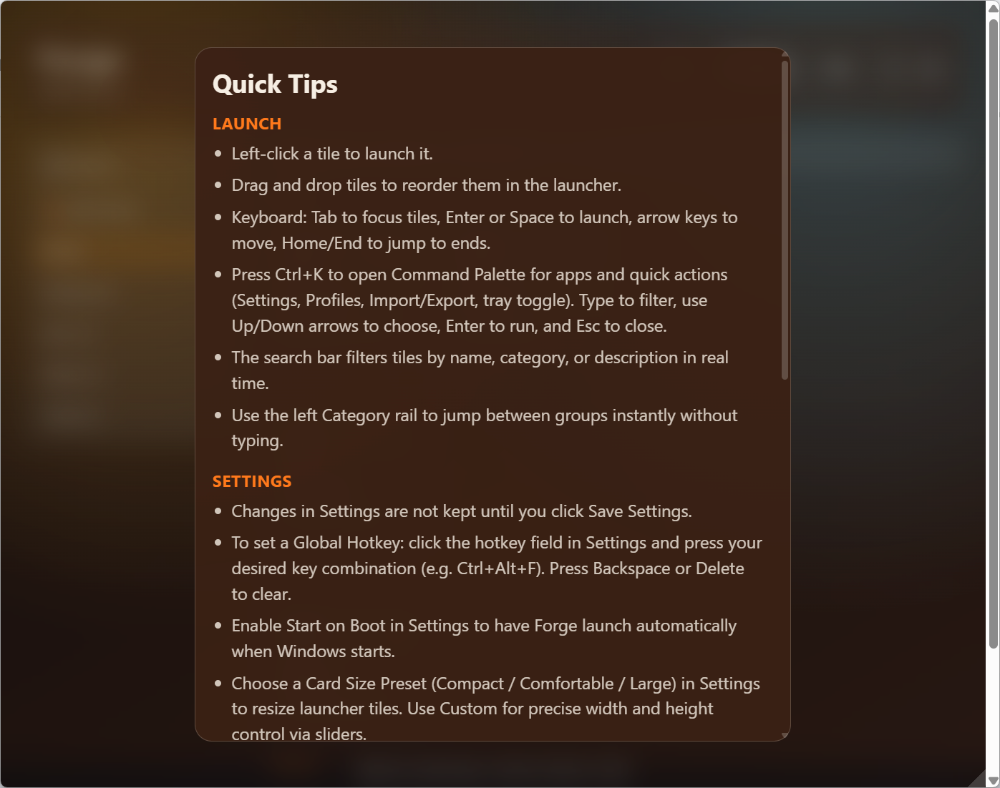 Quick Tips
LAUNCH
• Left-click a tile to launch it.
• Drag and drop tiles to reorder them in the launcher.
• Keyboard: Tab to focus tiles, Enter or Space to launch, arrow keys to
move, Home/End to jump to ends.
• Press Ctrl+K to open Command Palette for apps and quick actions
(Settings, Profiles, Import/Export, tray toggle). Type to filter, use
Up/Down arrows to choose, Enter to run, and Esc to close.
• The search bar filters tiles by name, category, or description in real
time.
• Use the left Category rail to jump between groups instantly without
typing.
SETTINGS
• Changes in Settings are not kept until you click Save Settings.
• To set a Global Hotkey: click the hotkey field in Settings and press your
desired key combination (e.g. Ctrl+Alt+F). Press Backspace or Delete
to clear.
• Enable Start on Boot in Settings to have Forge launch automatically
when Windows starts.
• Choose a Card Size Preset (Compact / Comfortable / Large) in Settings
to resize launcher tiles. Use Custom for precise width and height
control via sliders.